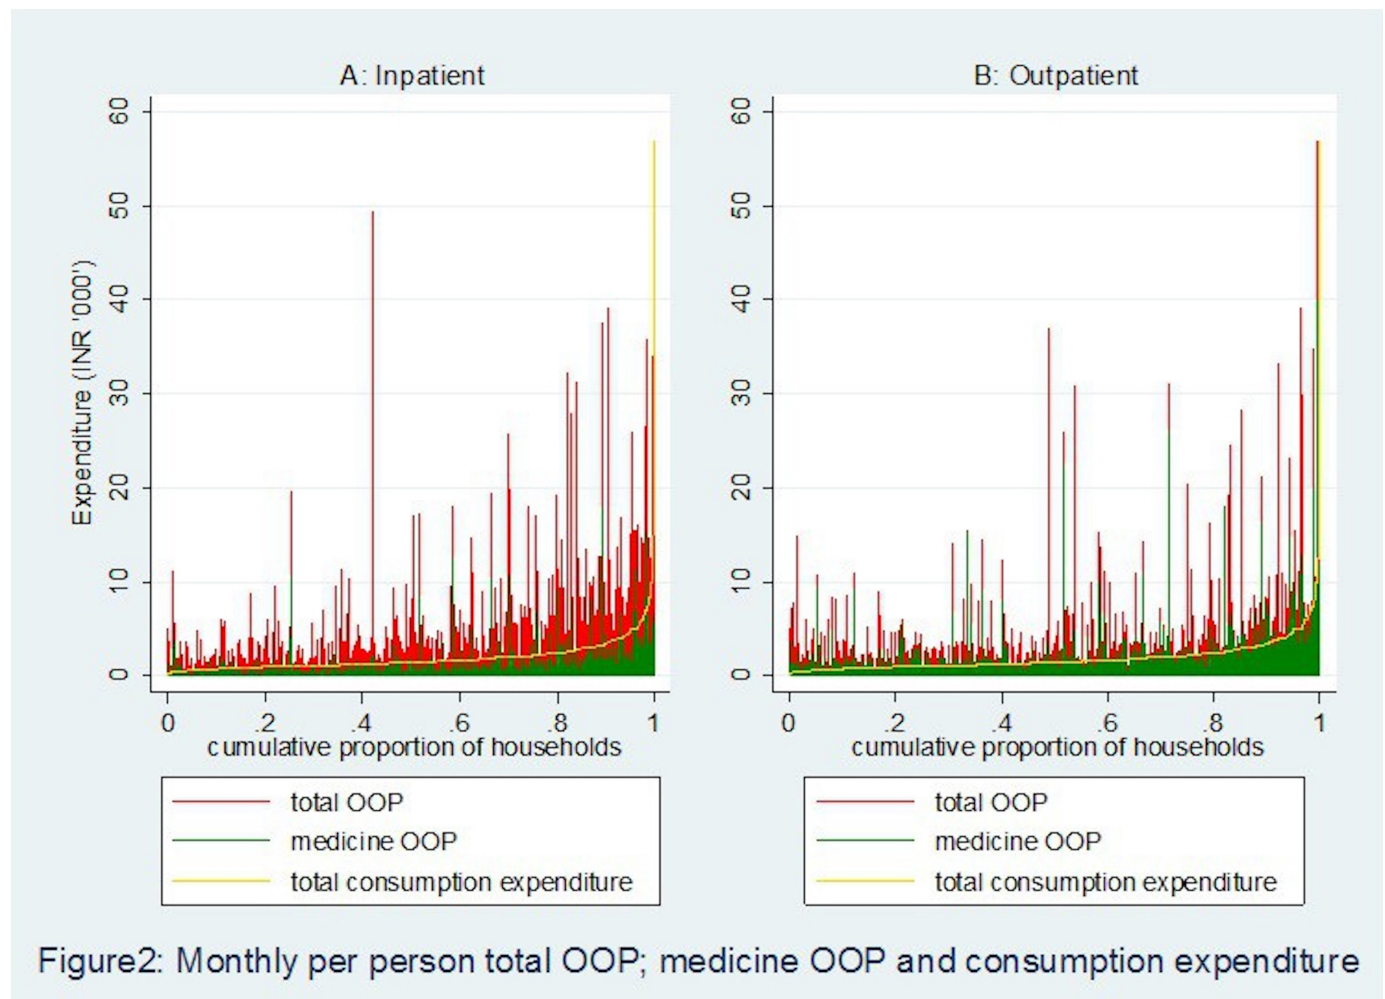 A: Inpatient
60
50
40
30
20
10
0
Expenditure (INR '000')
0 .2 .4 .6 .8 1
cumulative proportion of households
total OOP
medicine OOP
total consumption expenditure
B: Outpatient
60
50
40
30
20
10
0
0 .2 .4 .6 .8 1
cumulative proportion of households
total OOP
medicine OOP
total consumption expenditure
Figure2: Monthly per person total OOP; medicine OOP and consumption expenditure